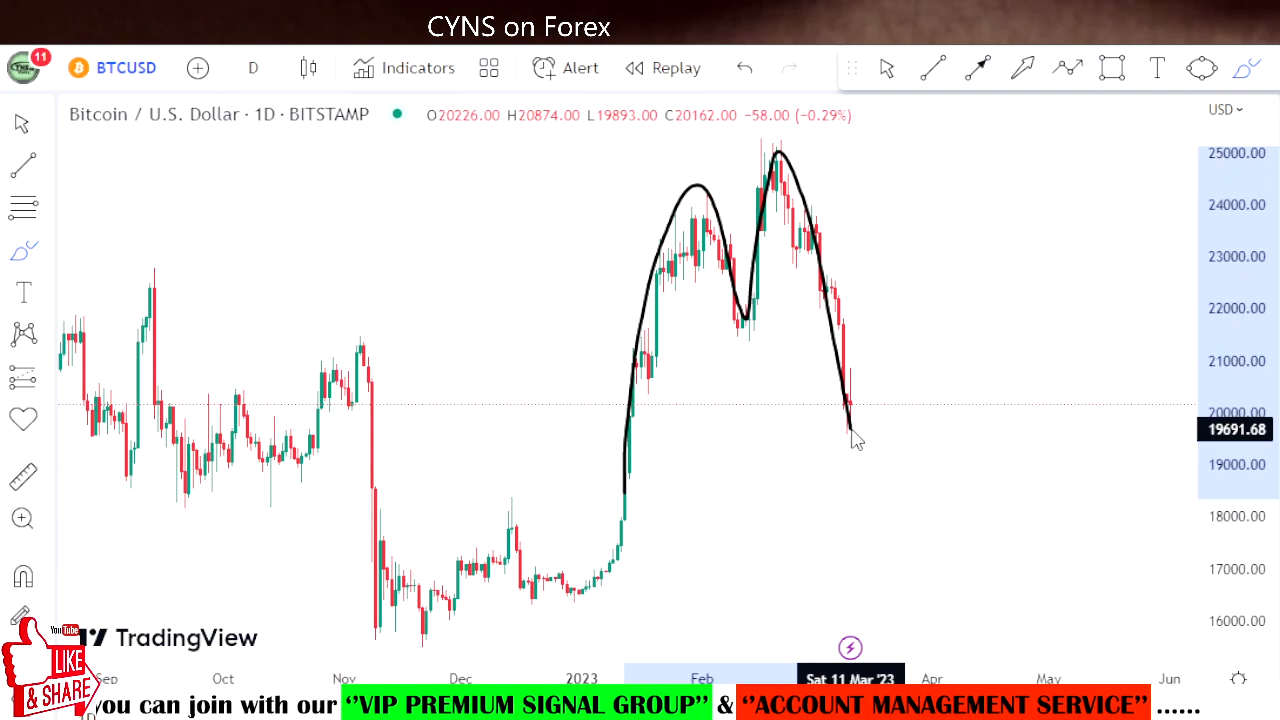 CYNS on Forex
11
BTCUSD
D
Indicators
Alert
Replay
Bitcoin / U.S. Dollar · 1D · BITSTAMP
O20226.00 H20874.00 L19893.00 C20162.00 −58.00 (−0.29%)
USD
25000.00
24000.00
23000.00
22000.00
21000.00
20000.00
19691.68
19000.00
18000.00
17000.00
16000.00
TradingView
YouTube
LIKE
& SHARE
Sep
Oct
Nov
Dec
2023
Feb
Sat 11 Mar '23
Apr
May
Jun
you can join with our ‘‘VIP PREMIUM SIGNAL GROUP’’ & ‘‘ACCOUNT MANAGEMENT SERVICE’’ ......